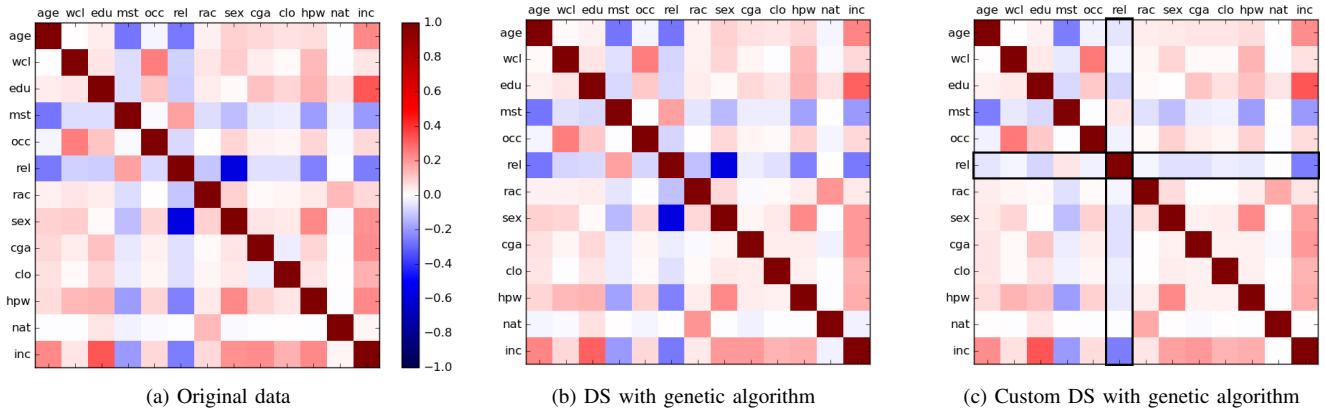 age wcl edu mst occ rel rac sex cga clo hpw nat inc
age
wcl
edu
mst
occ
rel
rac
sex
cga
clo
hpw
nat
inc
1.0
0.8
0.6
0.4
0.2
0.0
−0.2
−0.4
−0.6
−0.8
−1.0
(a) Original data
age wcl edu mst occ rel rac sex cga clo hpw nat inc
age
wcl
edu
mst
occ
rel
rac
sex
cga
clo
hpw
nat
inc
(b) DS with genetic algorithm
age wcl edu mst occ rel rac sex cga clo hpw nat inc
age
wcl
edu
mst
occ
rel
rac
sex
cga
clo
hpw
nat
inc
(c) Custom DS with genetic algorithm